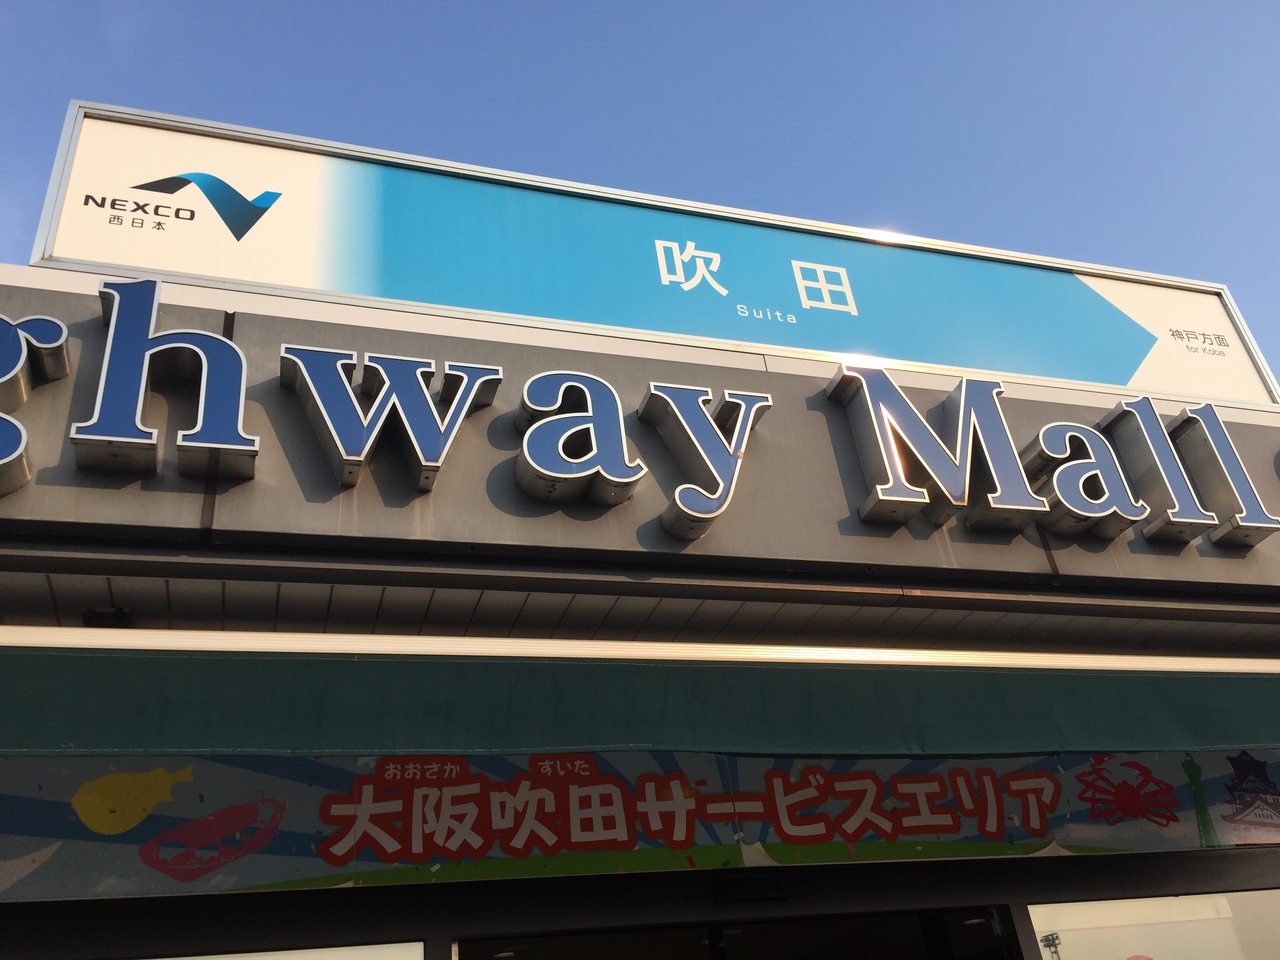 NEXCO
西日本
吹田
Suita
神戸方面
for Kobe
ghway Mall
おおさか すいた
大阪吹田サービスエリア